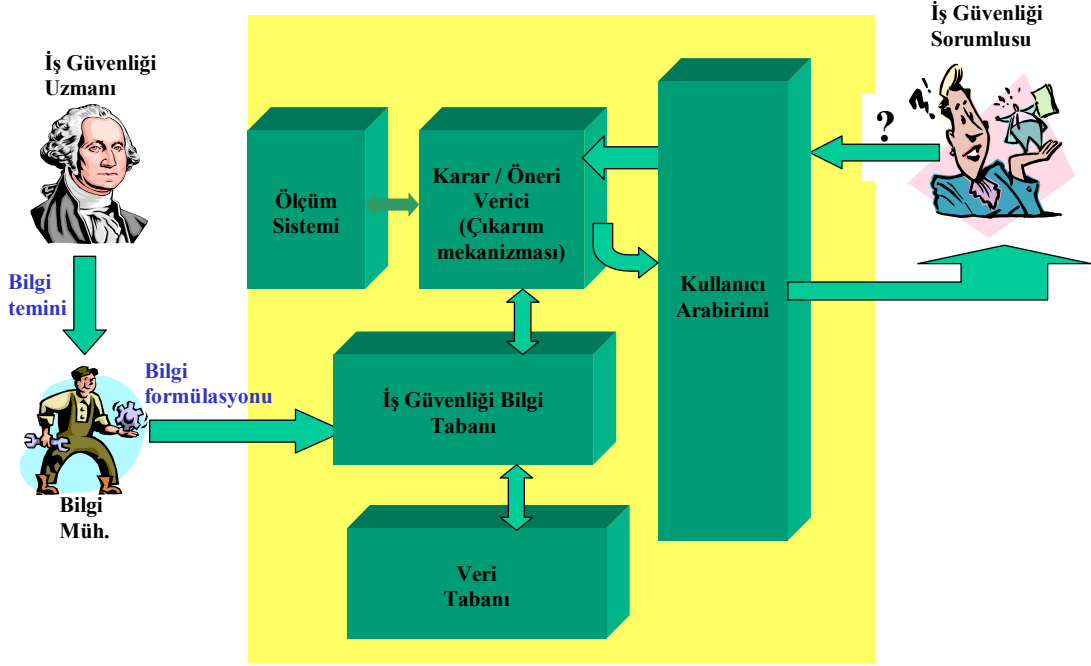 İş Güvenliği
Uzmanı
Bilgi
temini
Bilgi
Müh.
Bilgi
formülasyonu
Ölçüm
Sistemi
Karar / Öneri
Verici
(Çıkarım
mekanizması)
İş Güvenliği Bilgi
Tabanı
Veri
Tabanı
Kullanıcı
Arabirimi
?
İş Güvenliği
Sorumlusu
?!